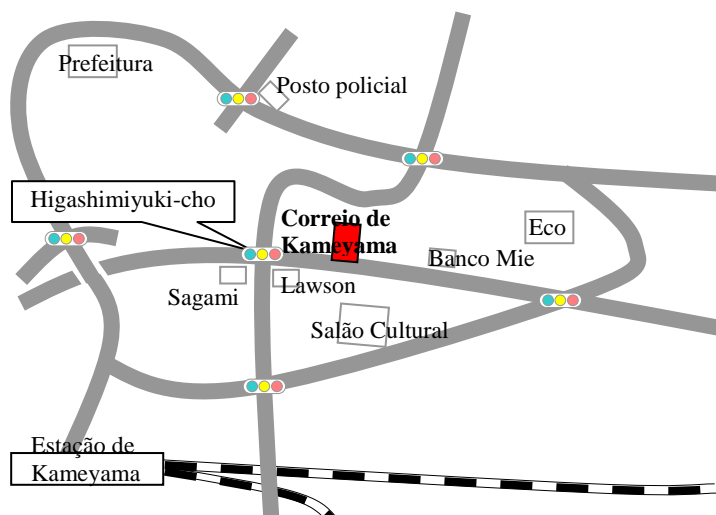 Prefeitura
Posto policial
Higashimiyuki-cho
Correio de
Kameyama
Eco
Banco Mie
Sagami
Lawson
Salão Cultural
Estação de
Kameyama